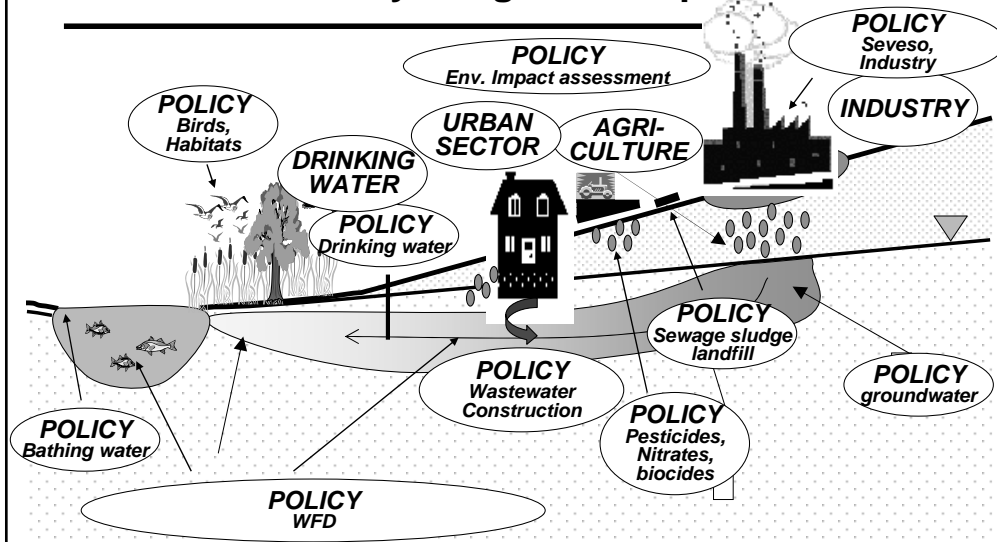 POLICY
Env. Impact assessment
POLICY
Seveso,
Industry
POLICY
Birds,
Habitats
URBAN
SECTOR
AGRI-
CULTURE
INDUSTRY
DRINKING
WATER
POLICY
Drinking water
POLICY
Sewage sludge
landfill
POLICY
Wastewater
Construction
POLICY
groundwater
POLICY
Pesticides,
Nitrates,
biocides
POLICY
Bathing water
POLICY
WFD